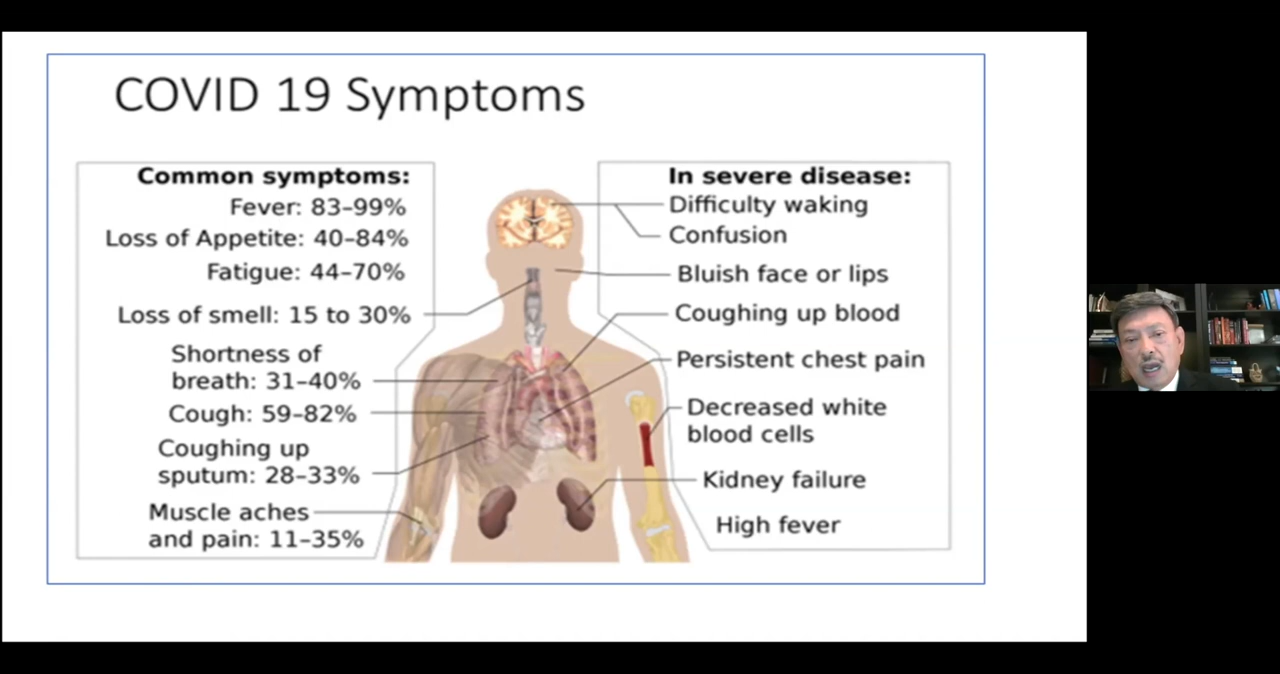 COVID 19 Symptoms
Common symptoms:
Fever: 83–99%
Loss of Appetite: 40–84%
Fatigue: 44–70%
Loss of smell: 15 to 30%
Shortness of
breath: 31–40%
Cough: 59–82%
Coughing up
sputum: 28–33%
Muscle aches
and pain: 11–35%
In severe disease:
Difficulty waking
Confusion
Bluish face or lips
Coughing up blood
Persistent chest pain
Decreased white
blood cells
Kidney failure
High fever